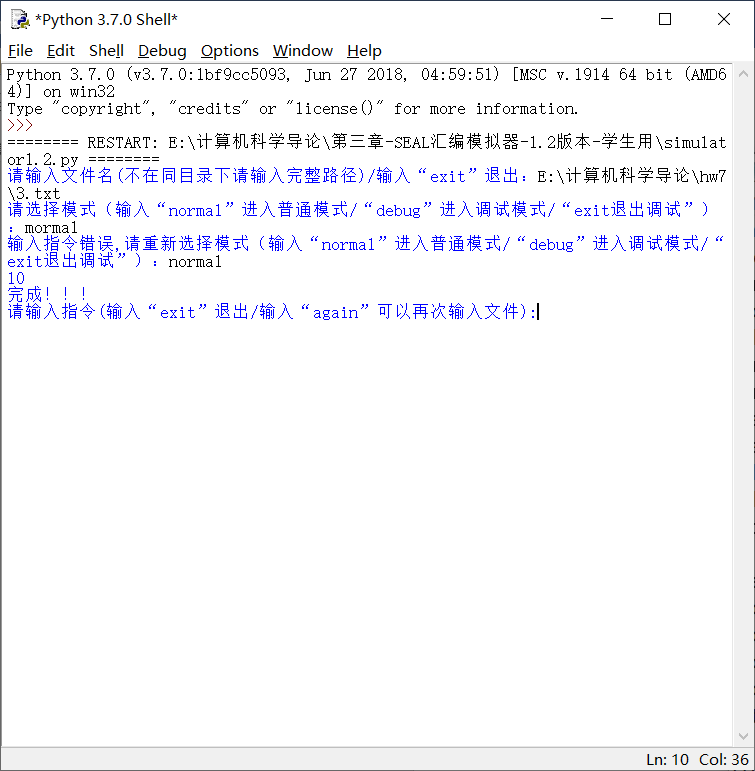 *Python 3.7.0 Shell*
File Edit Shell Debug Options Window Help
Python 3.7.0 (v3.7.0:1bf9cc5093, Jun 27 2018, 04:59:51) [MSC v.1914 64 bit (AMD6
4)] on win32
Type "copyright", "credits" or "license()" for more information.
>>>
======== RESTART: E:\计算机科学导论\第三章-SEAL汇编模拟器-1.2版本-学生用\simulat
or1.2.py ========
请输入文件名(不在同目录下请输入完整路径)/输入“exit”退出：E:\计算机科学导论\hw7
\3.txt
请选择模式（输入“normal”进入普通模式/“debug”进入调试模式/“exit退出调试”）
：mormal
输入指令错误,请重新选择模式（输入“normal”进入普通模式/“debug”进入调试模式/“
exit退出调试”）：normal
10
完成！！！
请输入指令(输入“exit”退出/输入“again”可以再次输入文件):
Ln: 10 Col: 36